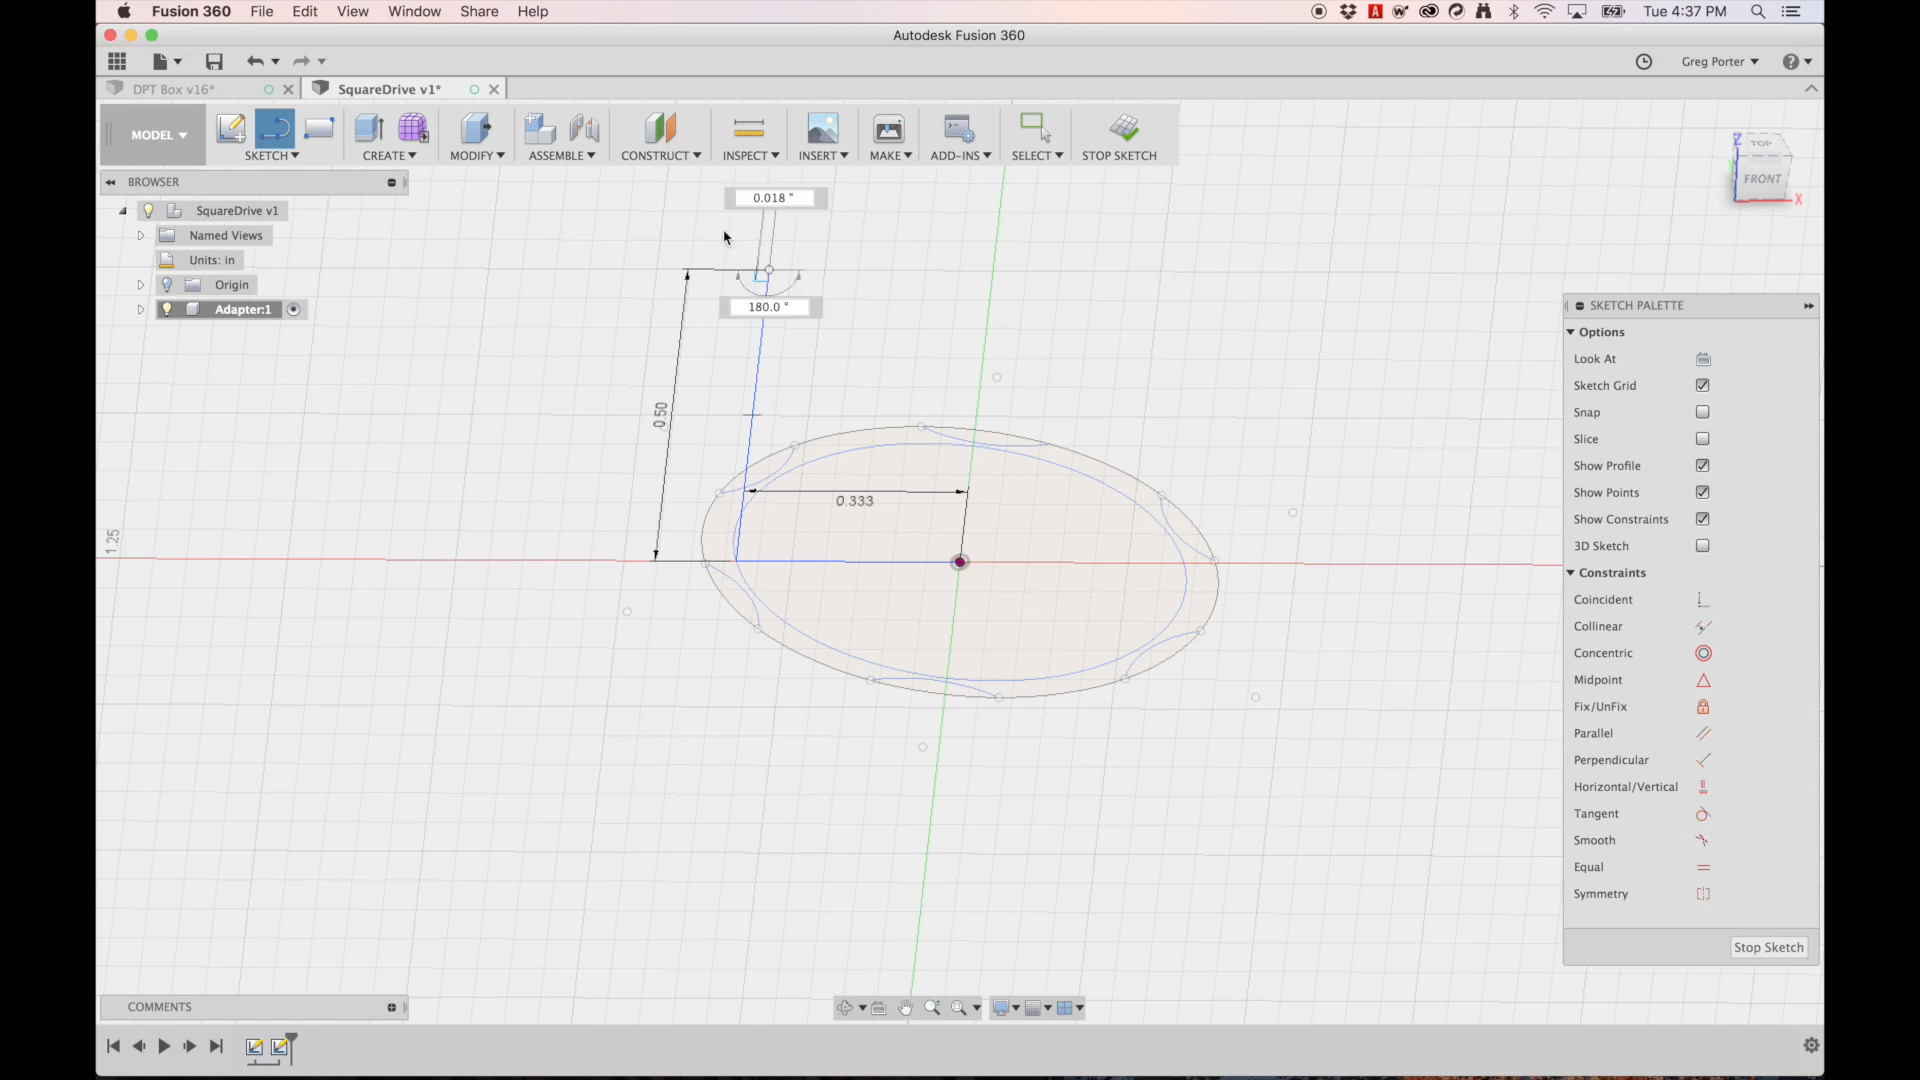 Fusion 360 File Edit View Window Share Help Tue 4:37 PM
Autodesk Fusion 360
Greg Porter
DPT Box v16* SquareDrive v1*
MODEL SKETCH CREATE MODIFY ASSEMBLE CONSTRUCT INSPECT INSERT MAKE ADD-INS SELECT STOP SKETCH
TOP
FRONT
Z
X
BROWSER
SquareDrive v1
Named Views
Units: in
Origin
Adapter:1
0.018 "
180.0 °
0.50
0.333
1.25
SKETCH PALETTE
Options
Look At
Sketch Grid
Snap
Slice
Show Profile
Show Points
Show Constraints
3D Sketch
Constraints
Coincident
Collinear
Concentric
Midpoint
Fix/UnFix
Parallel
Perpendicular
Horizontal/Vertical
Tangent
Smooth
Equal
Symmetry
Stop Sketch
COMMENTS